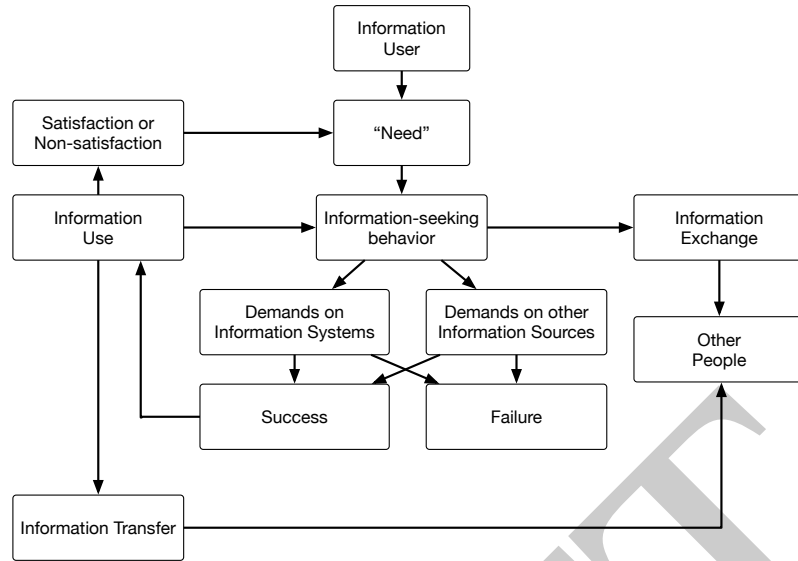 Information
User
Satisfaction or
Non-satisfaction
“Need”
Information
Use
Information-seeking
behavior
Information
Exchange
Demands on
Information Systems
Demands on other
Information Sources
Other
People
Success
Failure
Information Transfer